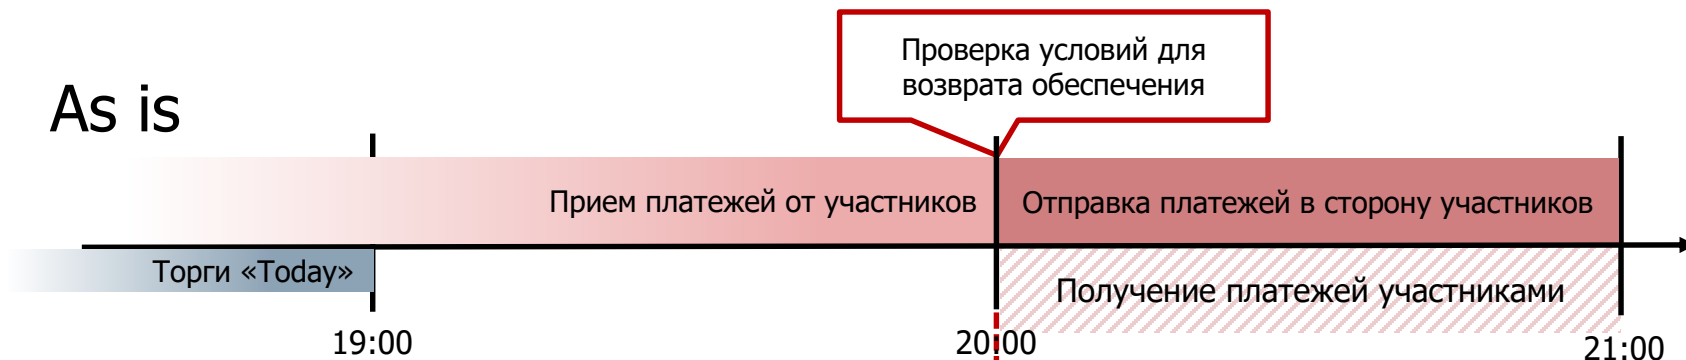 Проверка условий для
возврата обеспечения
As is
Прием платежей от участников
Отправка платежей в сторону участников
Торги «Today»
Получение платежей участниками
19:00
20:00
21:00